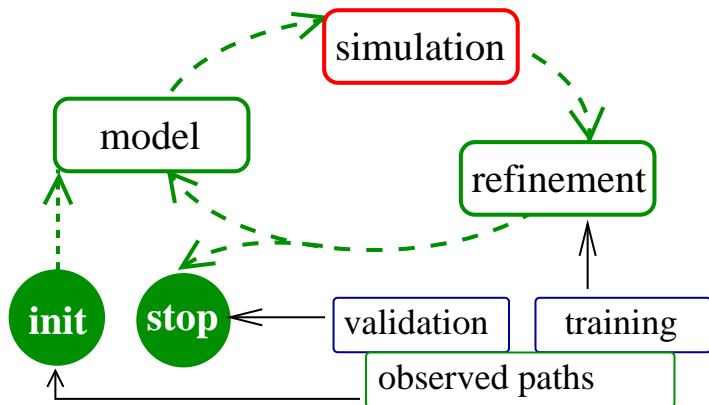 simulation
model
refinement
init
stop
validation
training
observed paths